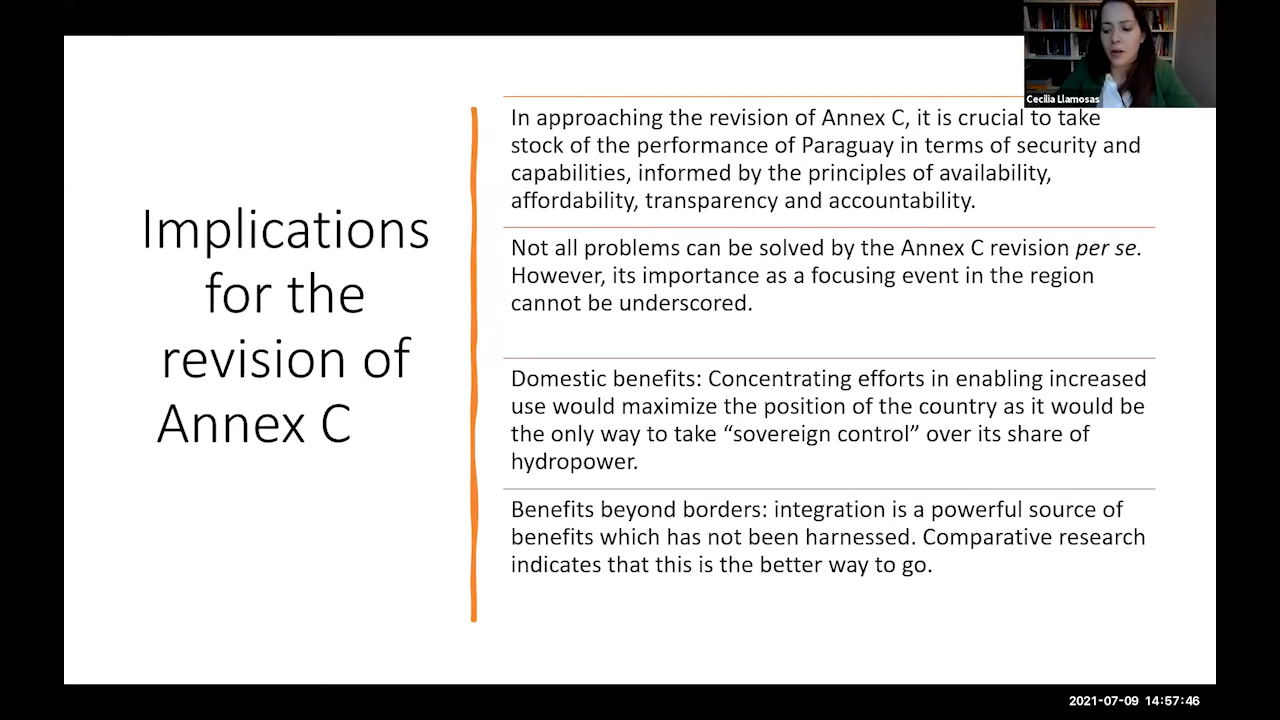 Cecilia Llamosas
Implications
for the
revision of
Annex C
In approaching the revision of Annex C, it is crucial to take
stock of the performance of Paraguay in terms of security and
capabilities, informed by the principles of availability,
affordability, transparency and accountability.
Not all problems can be solved by the Annex C revision per se.
However, its importance as a focusing event in the region
cannot be underscored.
Domestic benefits: Concentrating efforts in enabling increased
use would maximize the position of the country as it would be
the only way to take “sovereign control” over its share of
hydropower.
Benefits beyond borders: integration is a powerful source of
benefits which has not been harnessed. Comparative research
indicates that this is the better way to go.
2021-07-09 14:57:46